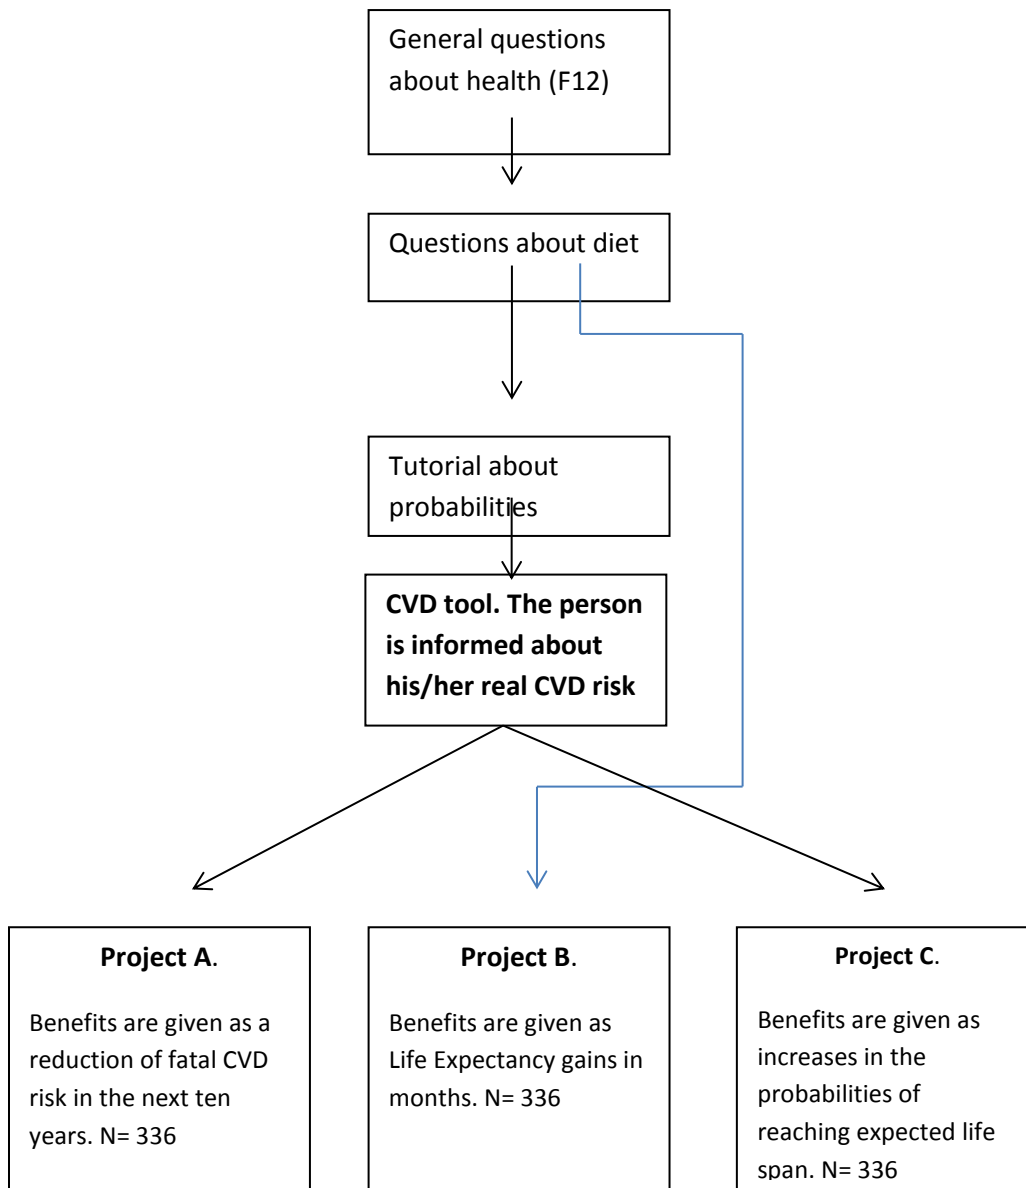 General questions
about health (F12)
Questions about diet
Tutorial about
probabilities
CVD tool. The person
is informed about
his/her real CVD risk
Project A.
Benefits are given as a
reduction of fatal CVD
risk in the next ten
years. N= 336
Project B.
Benefits are given as
Life Expectancy gains in
months. N= 336
Project C.
Benefits are given as
increases in the
probabilities of
reaching expected life
span. N= 336